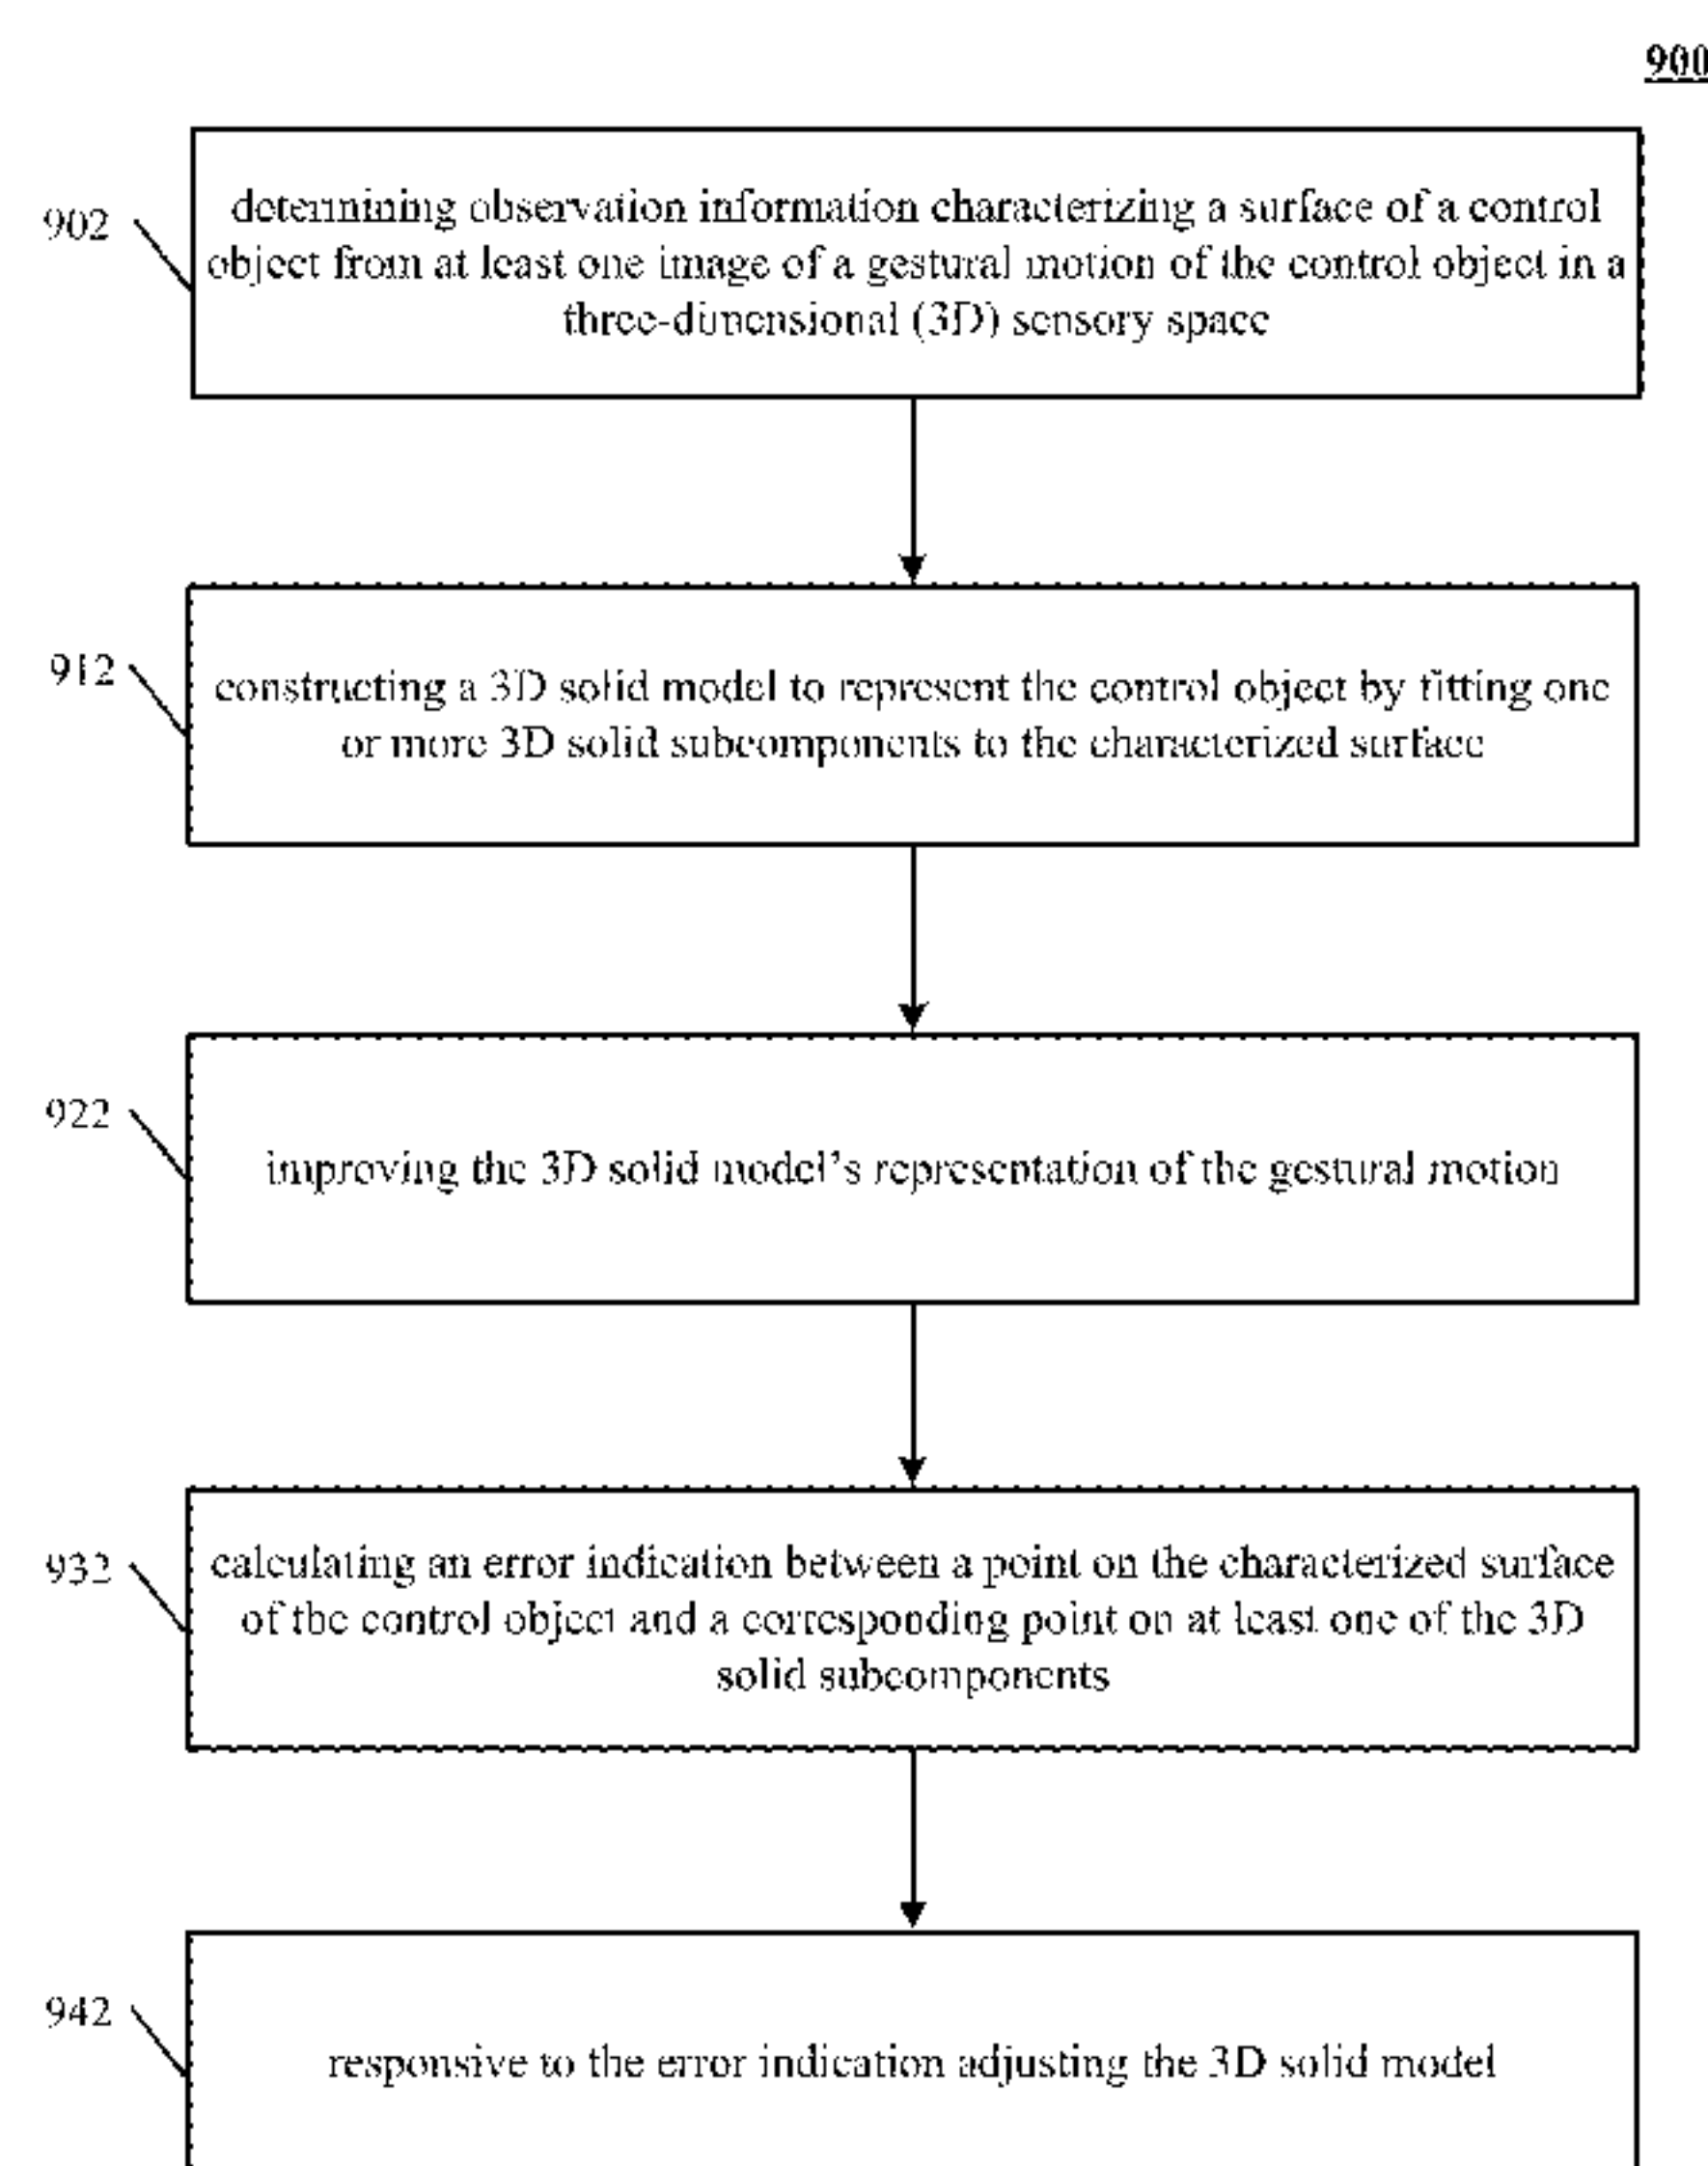 900
902
determining observation information characterizing a surface of a control
object from at least one image of a gestural motion of the control object in a
three-dimensional (3D) sensory space
912
constructing a 3D solid model to represent the control object by fitting one
or more 3D solid subcomponents to the characterized surface
922
improving the 3D solid model's representation of the gestural motion
932
calculating an error indication between a point on the characterized surface
of the control object and a corresponding point on at least one of the 3D
solid subcomponents
942
responsive to the error indication adjusting the 3D solid model